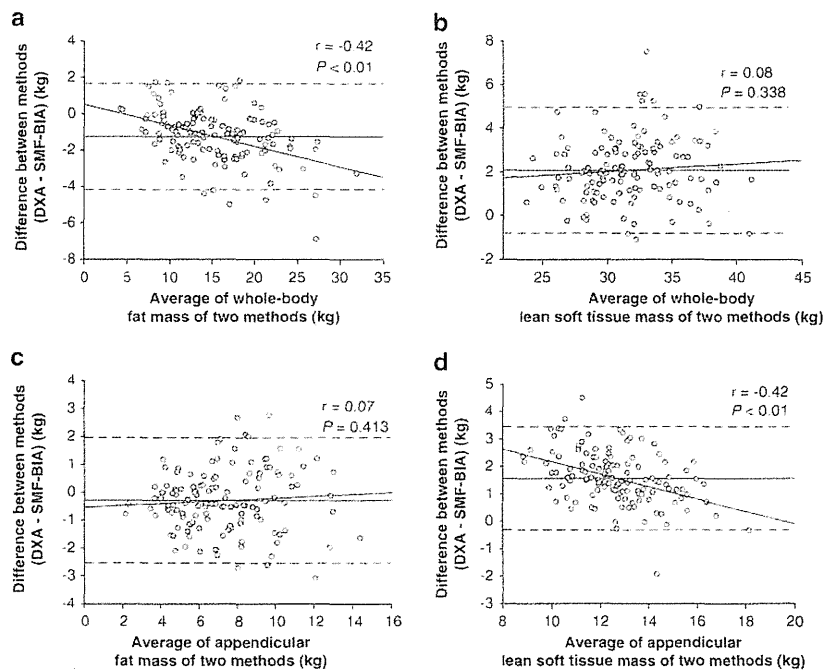 a
Difference between methods
(DXA - SMF-BIA) (kg)
4
2
0
-2
-4
-6
-8
r = -0.42
P < 0.01
0
5
10
15
20
25
30
35
Average of whole-body
fat mass of two methods (kg)
b
Difference between methods
(DXA - SMF-BIA) (kg)
8
6
4
2
0
-2
r = 0.08
P = 0.338
25
30
35
40
45
Average of whole-body
lean soft tissue mass of two methods (kg)
c
Difference between methods
(DXA - SMF-BIA) (kg)
4
3
2
1
0
-1
-2
-3
-4
r = 0.07
P = 0.413
0
2
4
6
8
10
12
14
16
Average of appendicular
fat mass of two methods (kg)
d
Difference between methods
(DXA - SMF-BIA) (kg)
5
4
3
2
1
0
-1
-2
-3
r = -0.42
P < 0.01
8
10
12
14
16
18
20
Average of appendicular
lean soft tissue mass of two methods (kg)